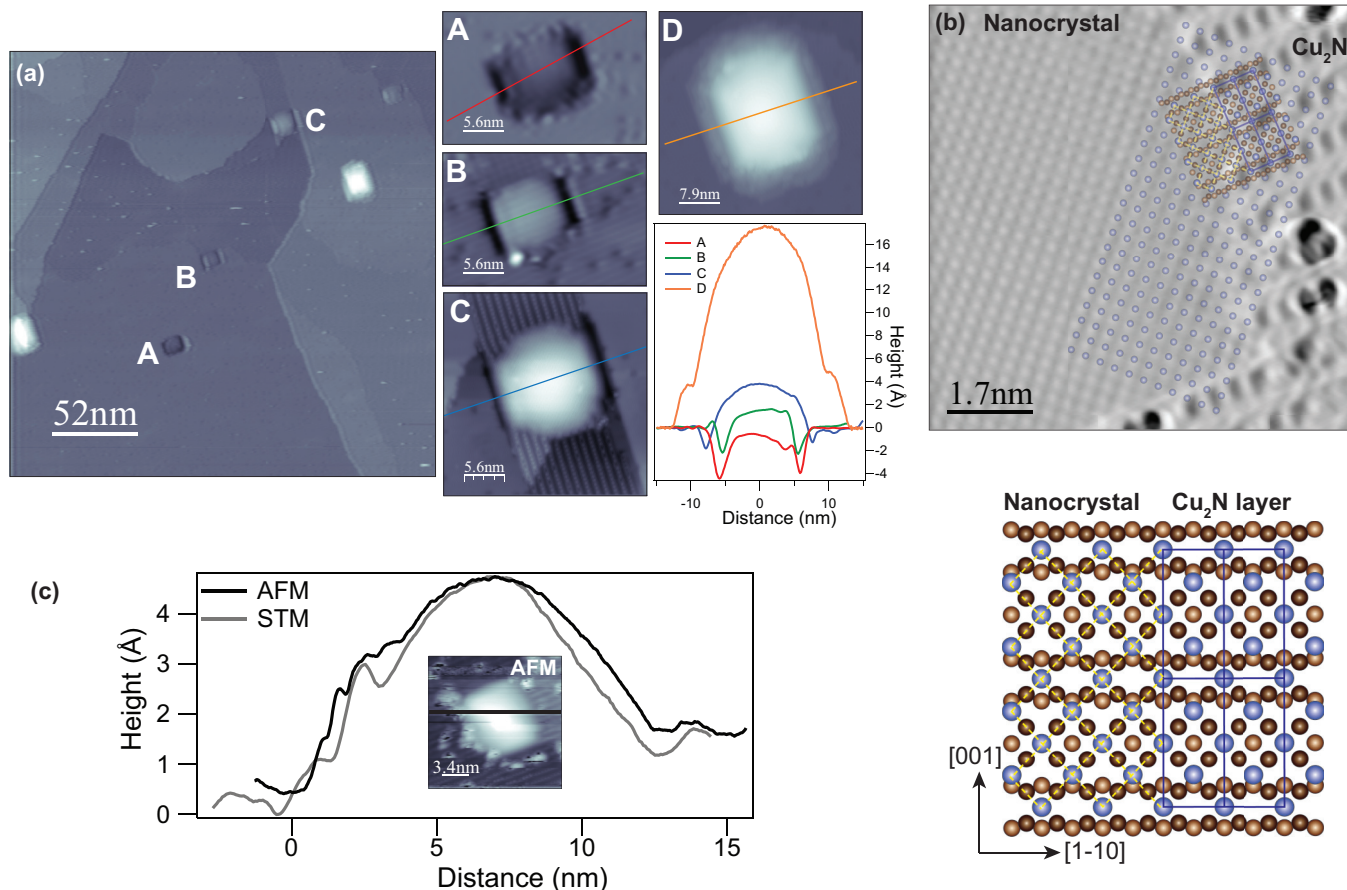 (a)
A
B
C
52nm
A
5.6nm
B
5.6nm
C
5.6nm
D
7.9nm
A
B
C
D
16
14
12
10
8
6
4
2
0
-2
-4
Height (Å)
-10
0
10
Distance (nm)
(b) Nanocrystal
Cu₂N
1.7nm
Nanocrystal Cu₂N layer
[001]
[1-10]
(c)
AFM
STM
AFM
3.4nm
4
3
2
1
0
Height (Å)
0
5
10
15
Distance (nm)